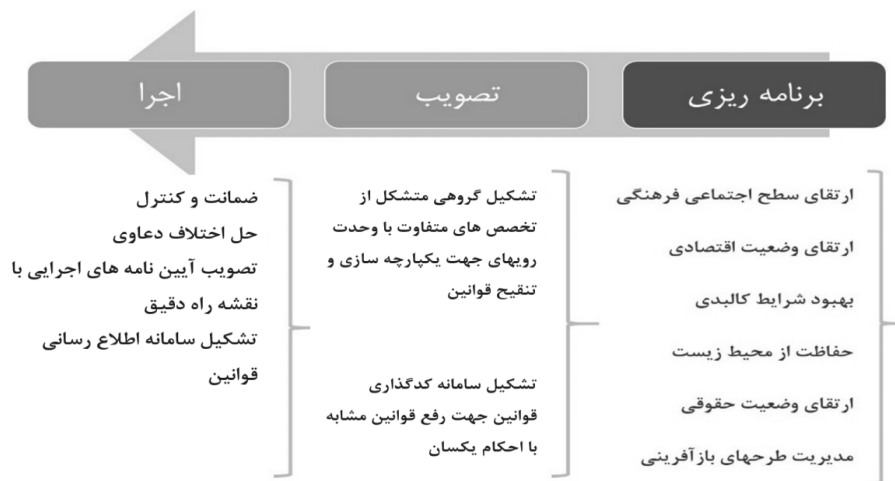 برنامه ریزی
تصویب
اجرا
ارتقای سطح اجتماعی فرهنگی
ارتقای وضعیت اقتصادی
بهبود شرایط کالبدی
حفاظت از محیط زیست
ارتقای وضعیت حقوقی
مدیریت طرحهای بازآفرینی
تشکیل گروهی متشکل از
تخصص های متفاوت با وحدت
رویهای جهت یکپارچه سازی و
تنقیح قوانین
تشکیل سامانه کدگذاری
قوانین جهت رفع قوانین مشابه
با احکام یکسان
ضمانت و کنترل
حل اختلاف دعاوی
تصویب آیین نامه های اجرایی با
نقشه راه دقیق
تشکیل سامانه اطلاع رسانی
قوانین